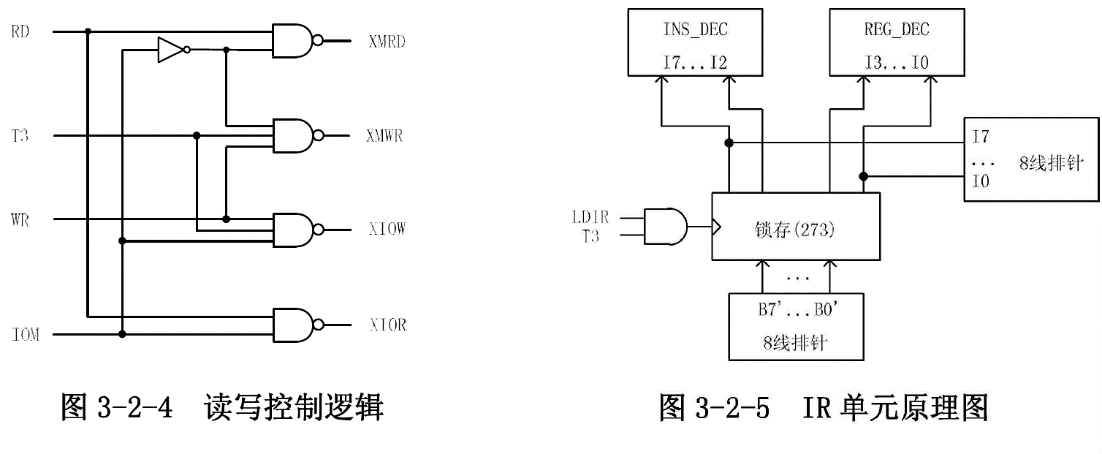 RD
XMRD
T3
XMWR
WR
XIOW
IOM
XIOR
图 3-2-4 读写控制逻辑
INS_DEC
I7...I2
REG_DEC
I3...I0
I7
...
I0
8线排针
LDIR
T3
锁存(273)
...
B7'...B0'
8线排针
图 3-2-5 IR 单元原理图